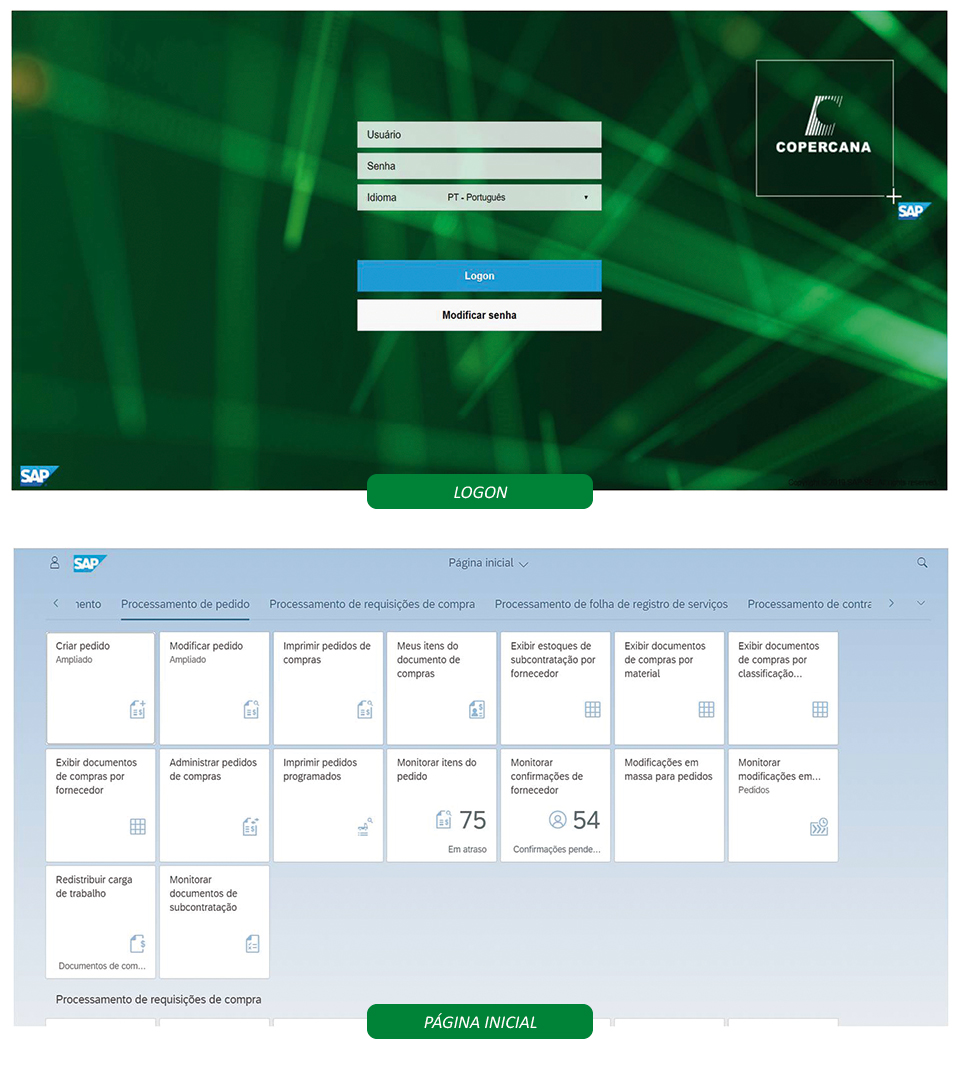 COPERCANA
SAP
Usuário
Senha
Idioma PT - Português
Logon
Modificar senha
SAP
LOGON
SAP
Página inicial
nento Processamento de pedido Processamento de requisições de compra Processamento de folha de registro de serviços Processamento de contra
Criar pedido
Ampliado
Modificar pedido
Ampliado
Imprimir pedidos de
compras
Meus itens do
documento de
compras
Exibir estoques de
subcontratação por
fornecedor
Exibir documentos
de compras por
material
Exibir documentos
de compras por
classificação...
Exibir documentos
de compras por
fornecedor
Administrar pedidos
de compras
Imprimir pedidos
programados
Monitorar itens do
pedido
75
Em atraso
Monitorar
confirmações de
fornecedor
54
Confirmações pende...
Modificações em
massa para pedidos
Monitorar
modificações em...
Pedidos
Redistribuir carga
de trabalho
Documentos de com...
Monitorar
documentos de
subcontratação
Processamento de requisições de compra
PÁGINA INICIAL